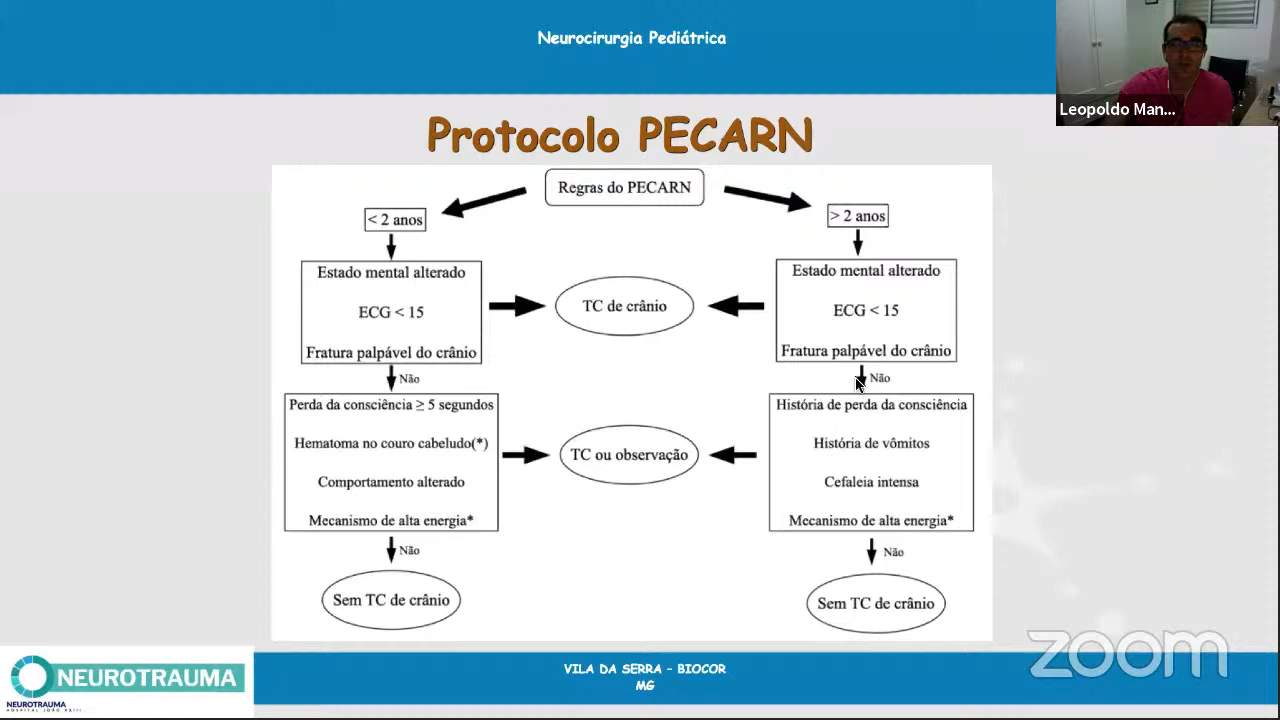 Neurocirurgia Pediátrica
Leopoldo Man...
Protocolo PECARN
Regras do PECARN
< 2 anos
> 2 anos
Estado mental alterado
ECG < 15
Fratura palpável do crânio
TC de crânio
Estado mental alterado
ECG < 15
Fratura palpável do crânio
Não
Não
Perda da consciência ≥ 5 segundos
Hematoma no couro cabeludo(*)
Comportamento alterado
Mecanismo de alta energia*
TC ou observação
História de perda da consciência
História de vômitos
Cefaleia intensa
Mecanismo de alta energia*
Não
Não
Sem TC de crânio
Sem TC de crânio
zoom
NEUROTRAUMA
NEUROTRAUMA
HOSPITAL JOÃO XXIII
VILA DA SERRA - BIOCOR
MG